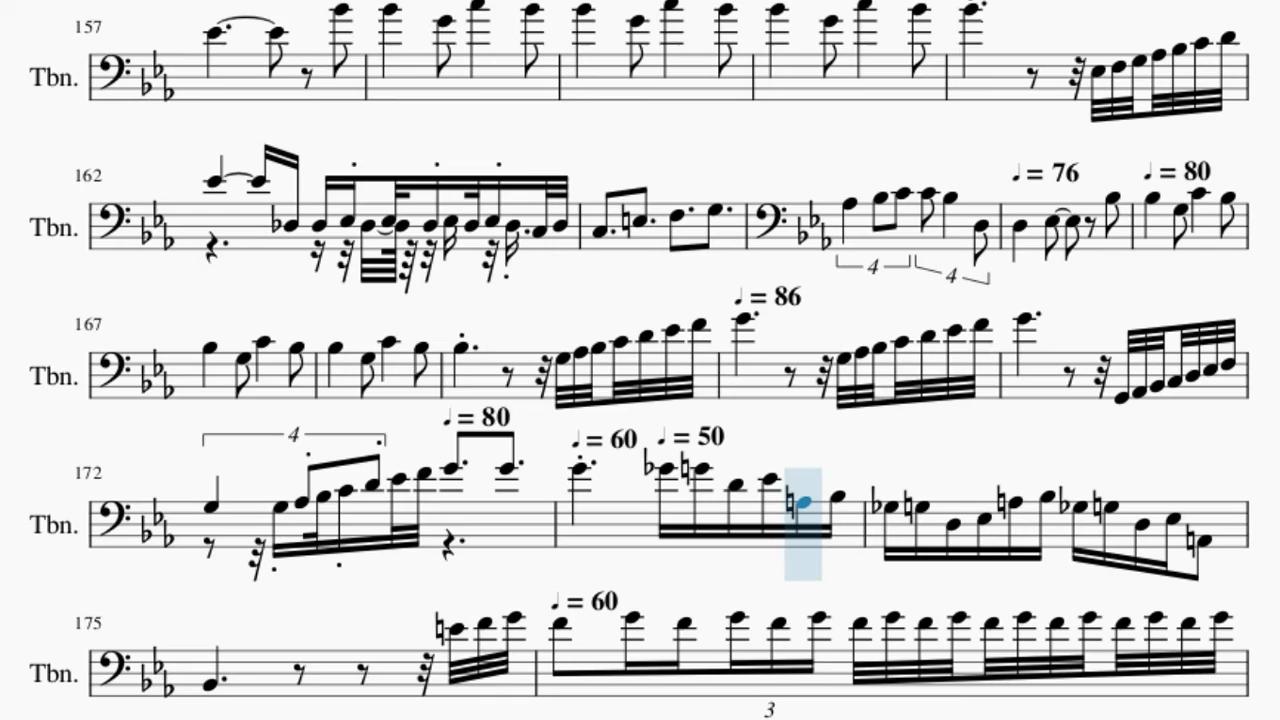 157
Tbn.
162
♩ = 76 ♩ = 80
Tbn.
4 4
♩ = 86
167
Tbn.
♩ = 80
4 ♩ = 60 ♩ = 50
172
Tbn.
♩ = 60
175
Tbn.
3